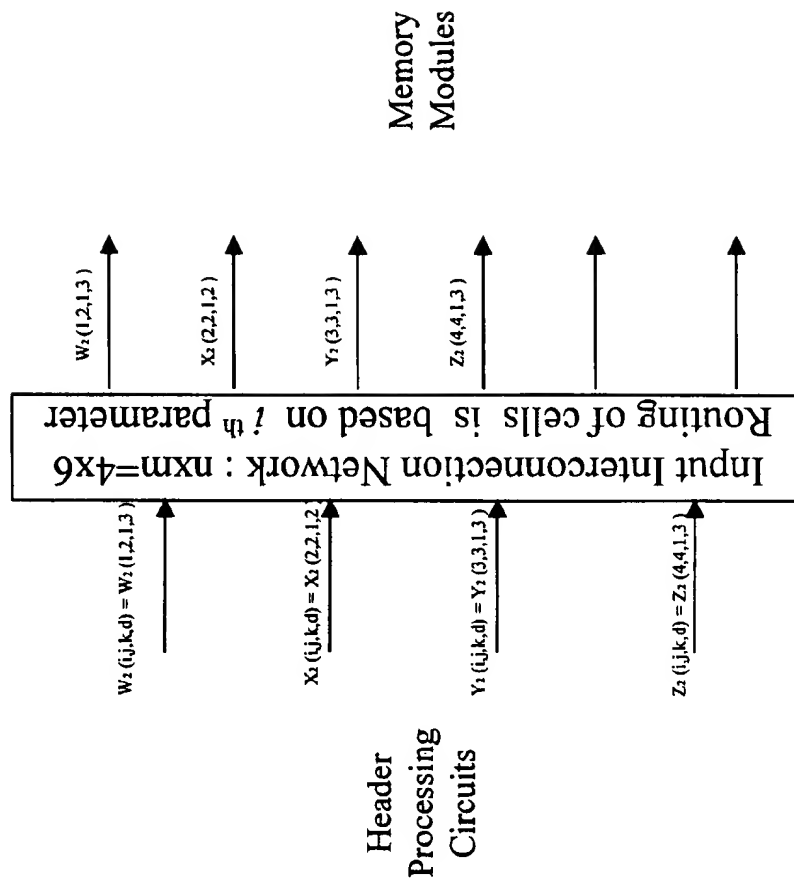 Header
Processing
Circuits
W₂ (i,j,k,d) = W₂ (1,2,1,3)
X₂ (i,j,k,d) = X₂ (2,2,1,2)
Y₂ (i,j,k,d) = Y₂ (3,3,1,3)
Z₂ (i,j,k,d) = Z₂ (4,4,1,3)
Input Interconnection Network : nxm=4x6
Routing of cells is based on i th parameter
W₂ (1,2,1,3)
X₂ (2,2,1,2)
Y₂ (3,3,1,3)
Z₂ (4,4,1,3)
Memory
Modules